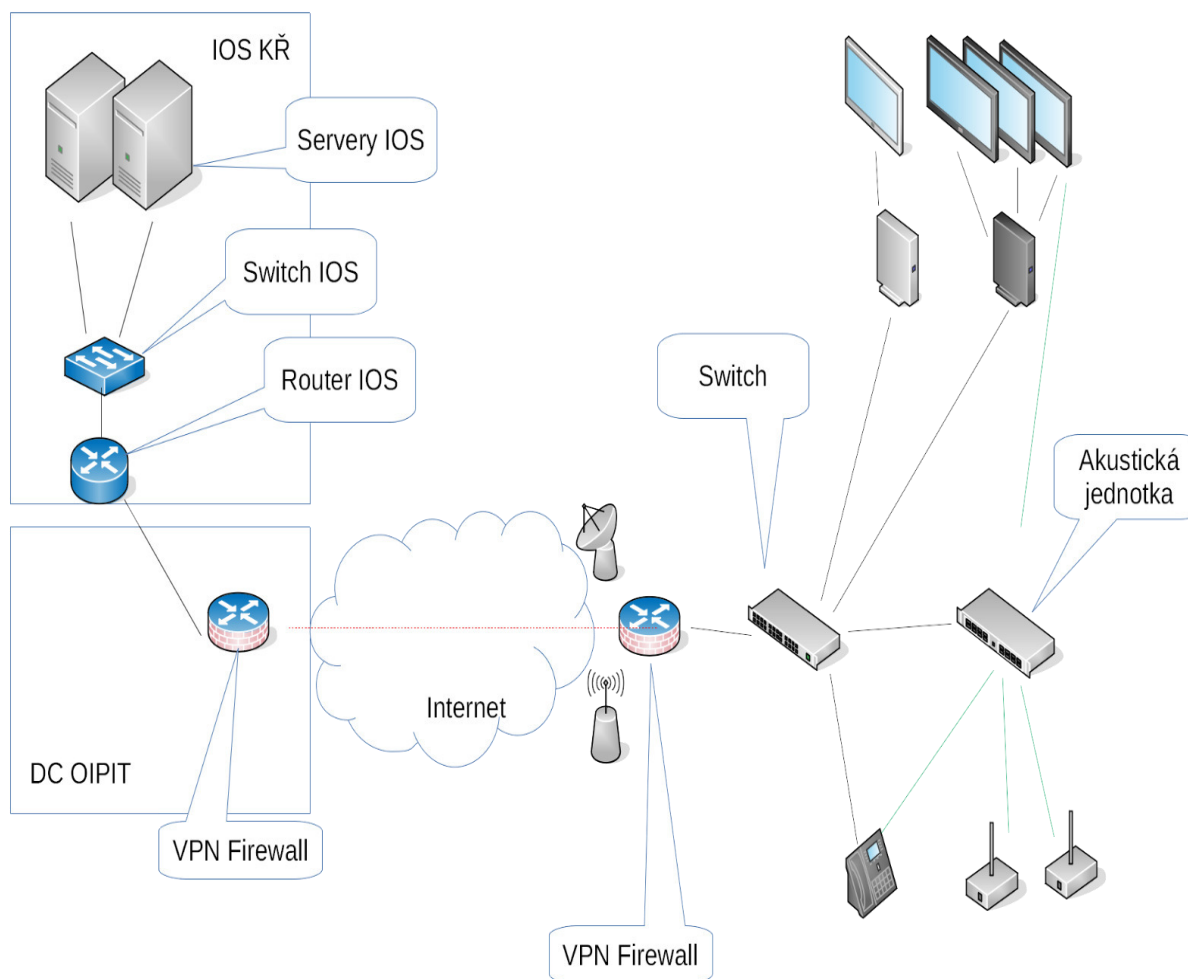 IOS KŘ
Servery IOS
Switch IOS
Router IOS
Switch
Akustická
jednotka
Internet
DC OIPIT
VPN Firewall
VPN Firewall